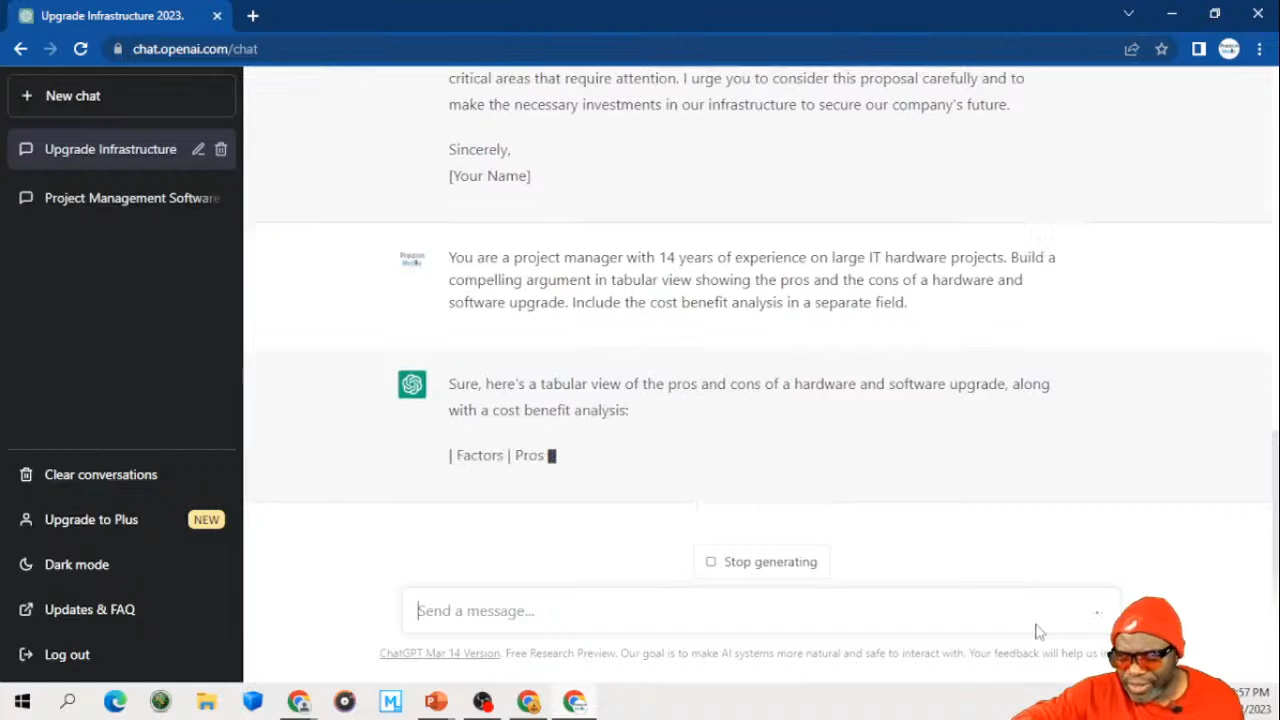 Upgrade Infrastructure 2023.
chat.openai.com/chat
New chat
Upgrade Infrastructure
Project Management Software
Clear conversations
Upgrade to Plus NEW
Dark mode
Updates & FAQ
Log out
critical areas that require attention. I urge you to consider this proposal carefully and to
make the necessary investments in our infrastructure to secure our company's future.
Sincerely,
[Your Name]
You are a project manager with 14 years of experience on large IT hardware projects. Build a
compelling argument in tabular view showing the pros and the cons of a hardware and
software upgrade. Include the cost benefit analysis in a separate field.
Sure, here's a tabular view of the pros and cons of a hardware and software upgrade, along
with a cost benefit analysis:
| Factors | Pros
Stop generating
Send a message...
ChatGPT Mar 14 Version. Free Research Preview. Our goal is to make AI systems more natural and safe to interact with. Your feedback will help us
:57 PM
/2023